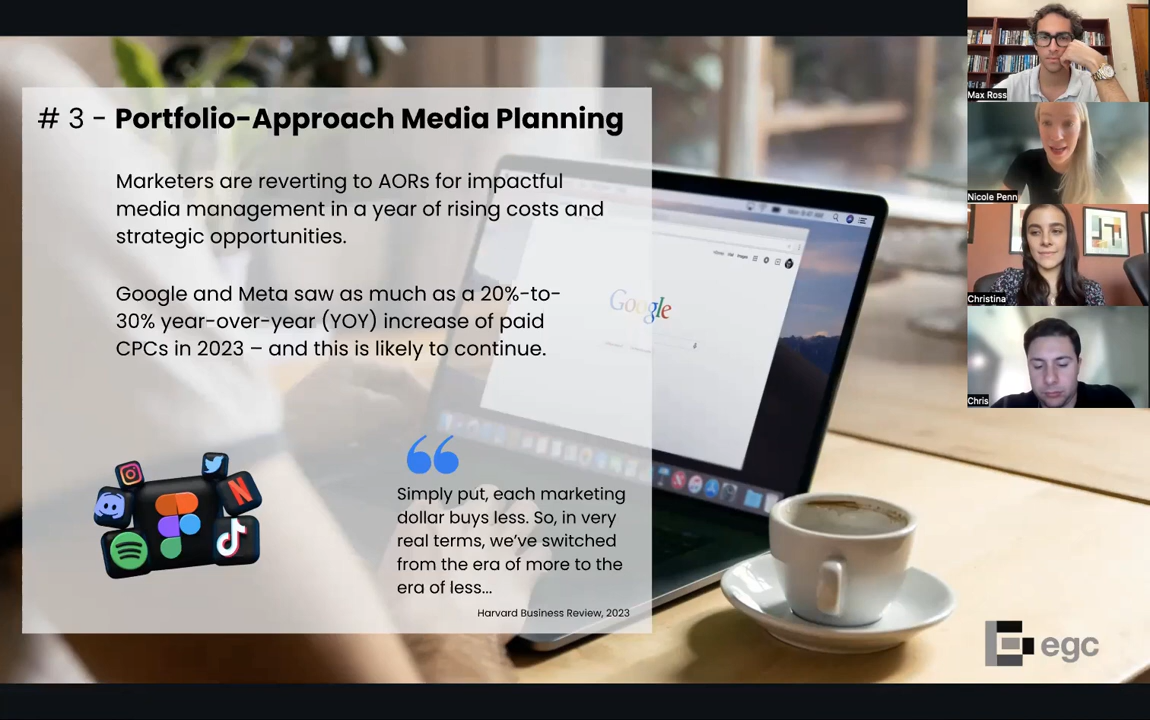 # 3 - Portfolio-Approach Media Planning
Marketers are reverting to AORs for impactful
media management in a year of rising costs and
strategic opportunities.
Google and Meta saw as much as a 20%-to-
30% year-over-year (YOY) increase of paid
CPCs in 2023 – and this is likely to continue.
Simply put, each marketing
dollar buys less. So, in very
real terms, we’ve switched
from the era of more to the
era of less...
Harvard Business Review, 2023
Google
egc
Max Ross
Nicole Penn
Christina
Chris